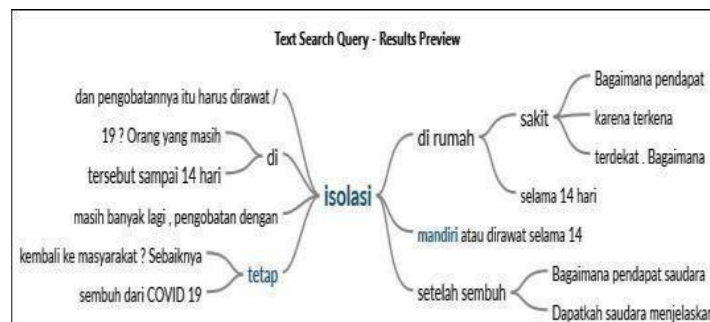 Text Search Query - Results Preview
dan pengobatannya itu harus dirawat /
19 ? Orang yang masih
tersebut sampai 14 hari
di
masih banyak lagi , pengobatan dengan
kembali ke masyarakat ? Sebaiknya
sembuh dari COVID 19
tetap
isolasi
di rumah
sakit
Bagaimana pendapat
karena terkena
terdekat . Bagaimana
selama 14 hari
mandiri atau dirawat selama 14
setelah sembuh
Bagaimana pendapat saudara
Dapatkah saudara menjelaskan